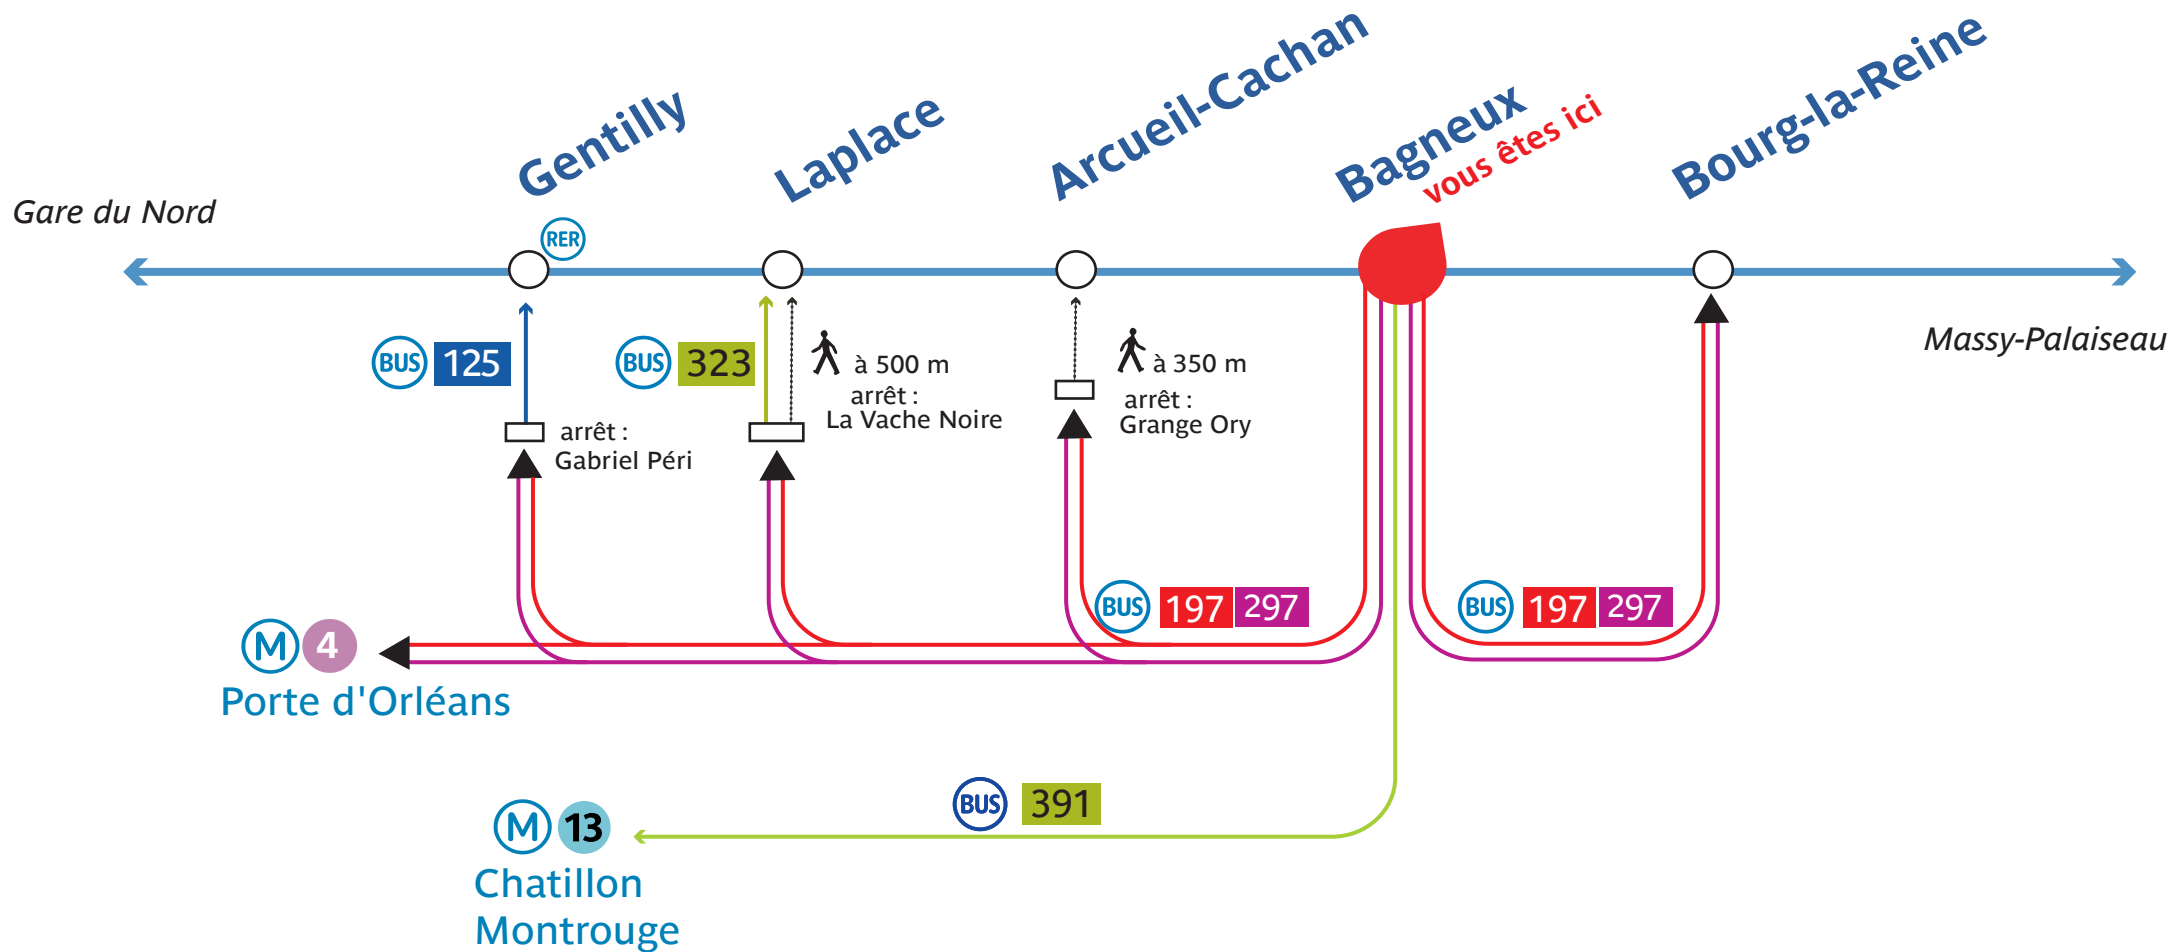 Gentilly
Laplace
Arcueil-Cachan
Bagneux
vous êtes ici
Bourg-la-Reine
Gare du Nord
RER
Massy-Palaiseau
BUS 125
BUS 323
à 500 m
arrêt :
La Vache Noire
à 350 m
arrêt :
Grange Ory
arrêt :
Gabriel Péri
BUS 197 297
BUS 197 297
M 4
Porte d'Orléans
BUS 391
M 13
Chatillon
Montrouge